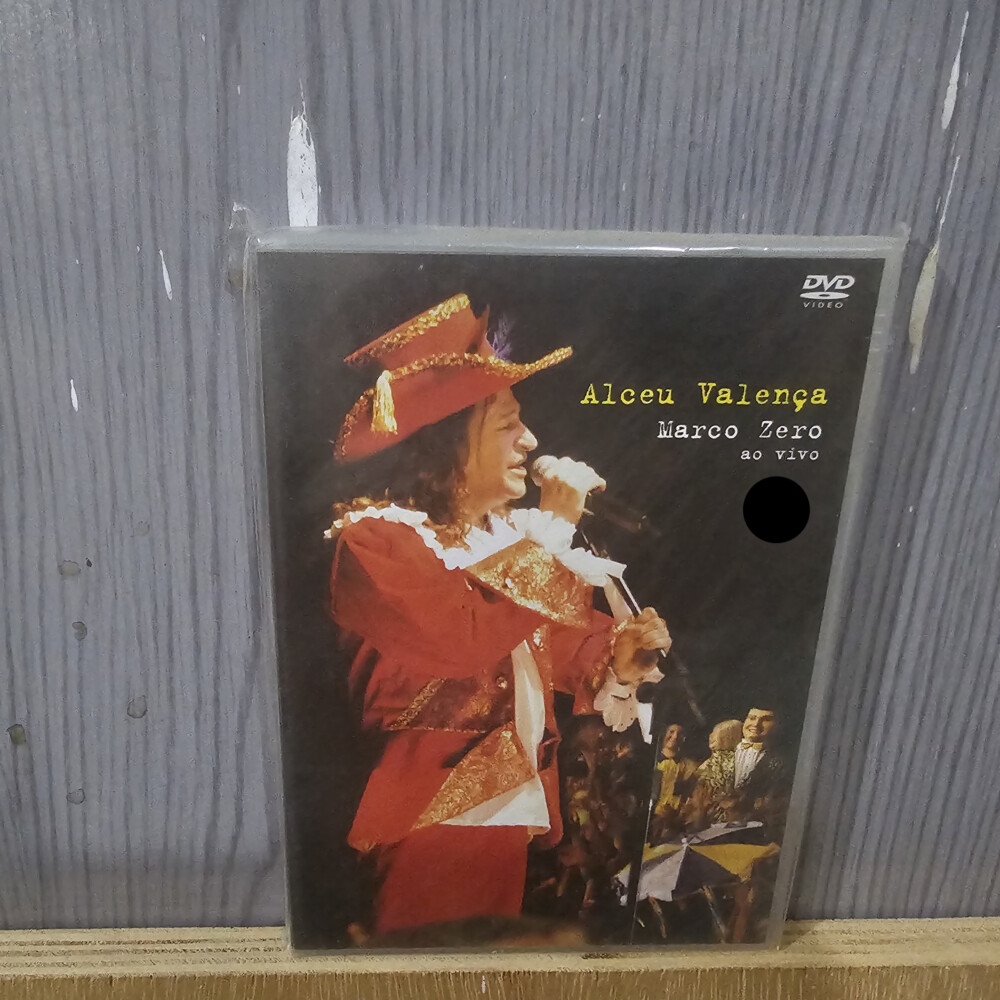 DVD
VIDEO
Alceu Valença
Marco Zero
ao vivo